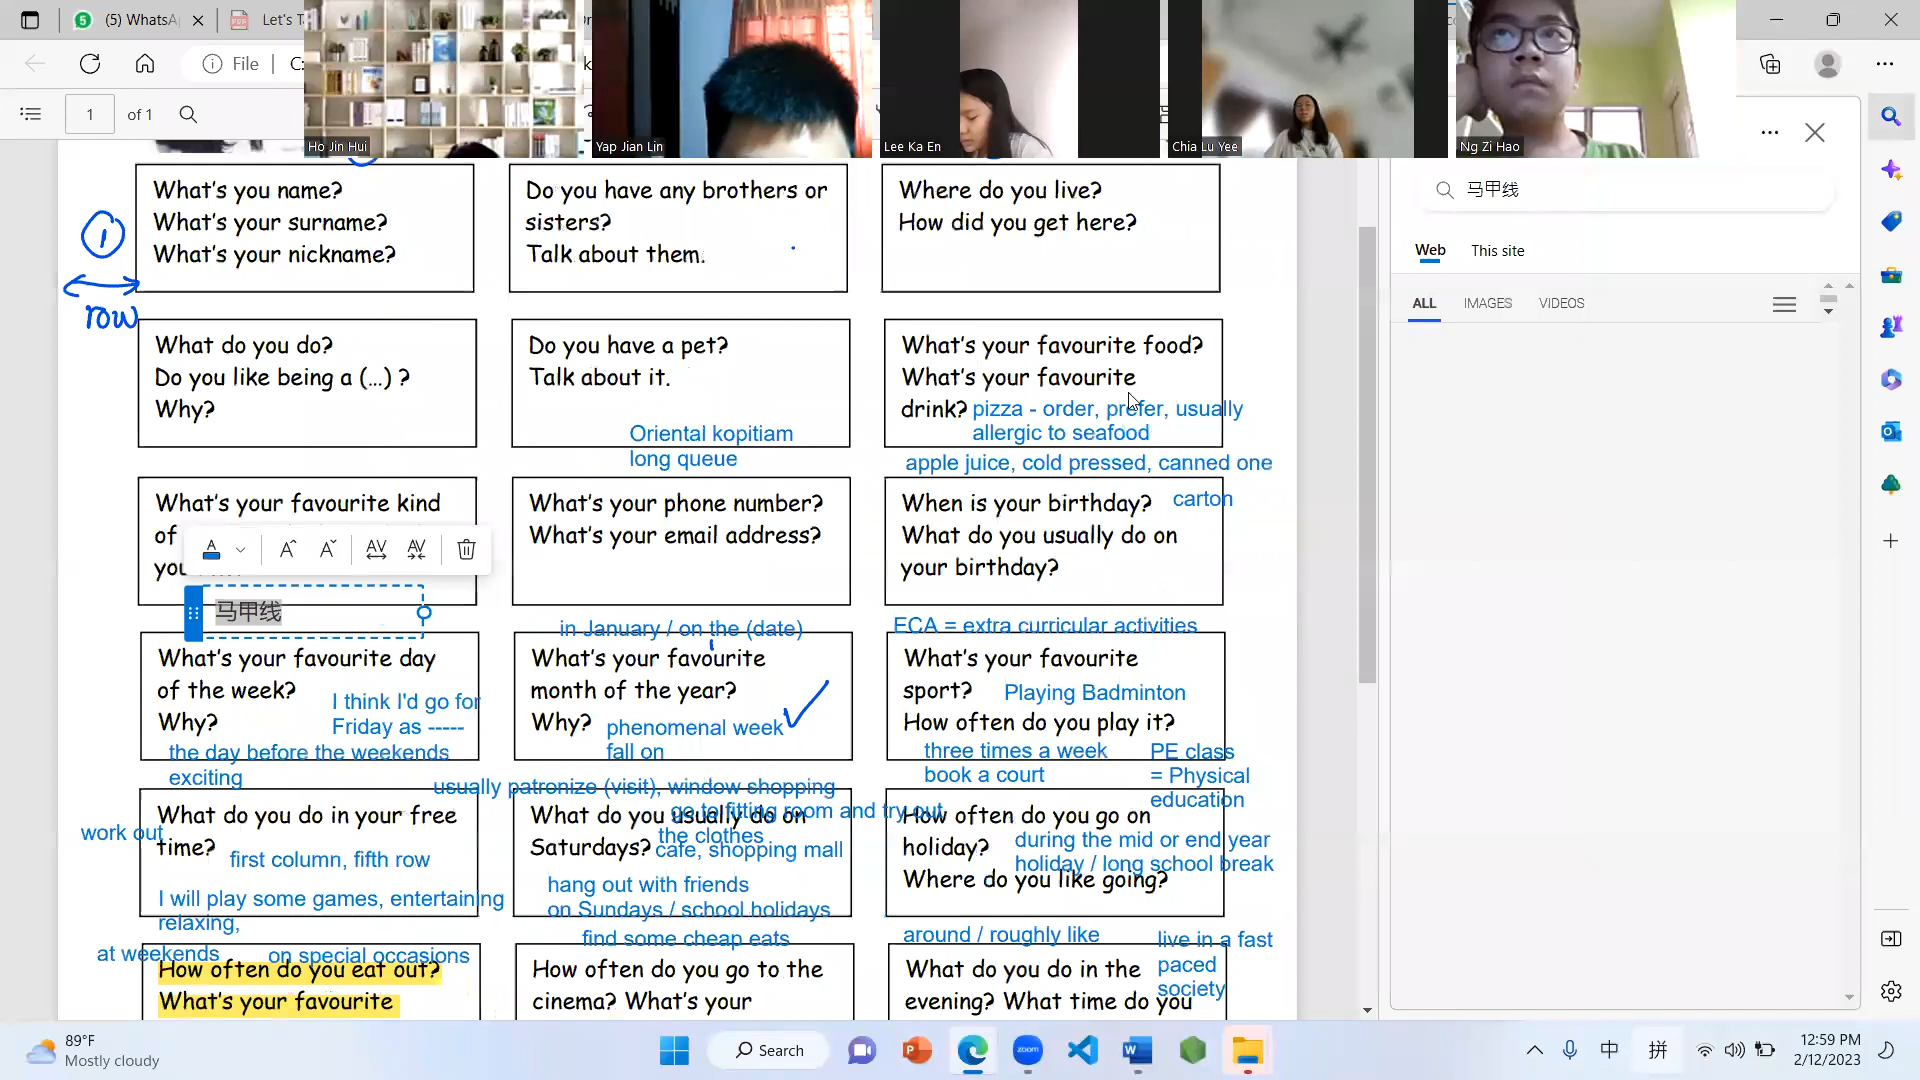 (5) WhatsA
Let's T
File
C:
1
of 1
Ho Jin Hui
Yap Jian Lin
Lee Ka En
Chia Lu Yee
Ng Zi Hao
马甲线
Web
This site
ALL
IMAGES
VIDEOS
1
row
What's you name?
What's your surname?
What's your nickname?
Do you have any brothers or
sisters?
Talk about them.
Where do you live?
How did you get here?
What do you do?
Do you like being a (...) ?
Why?
Do you have a pet?
Talk about it.
Oriental kopitiam
long queue
What's your favourite food?
What's your favourite
drink?
pizza - order, prefer, usually
allergic to seafood
apple juice, cold pressed, canned one
carton
What's your favourite kind
of
you
马甲线
What's your phone number?
What's your email address?
When is your birthday?
What do you usually do on
your birthday?
in January / on the (date)
ECA = extra curricular activities
What's your favourite day
of the week?
Why?
I think I'd go for
Friday as -----
the day before the weekends
exciting
What's your favourite
month of the year?
Why?
phenomenal week
fall on
What's your favourite
sport?
Playing Badminton
How often do you play it?
three times a week
book a court
PE class
= Physical
education
usually patronize (visit), window shopping
go to fitting room and try out
the clothes
What do you do in your free
time?
work out
first column, fifth row
I will play some games, entertaining
relaxing,
What do you usually do on
Saturdays?
cafe, shopping mall
hang out with friends
on Sundays / school holidays
find some cheap eats
How often do you go on
holiday?
Where do you like going?
during the mid or end year
holiday / long school break
around / roughly like
live in a fast
paced
society
at weekends
on special occasions
How often do you eat out?
What's your favourite
How often do you go to the
cinema? What's your
What do you do in the
evening? What time do you
89°F
Mostly cloudy
Search
zoom
中
拼
12:59 PM
2/12/2023